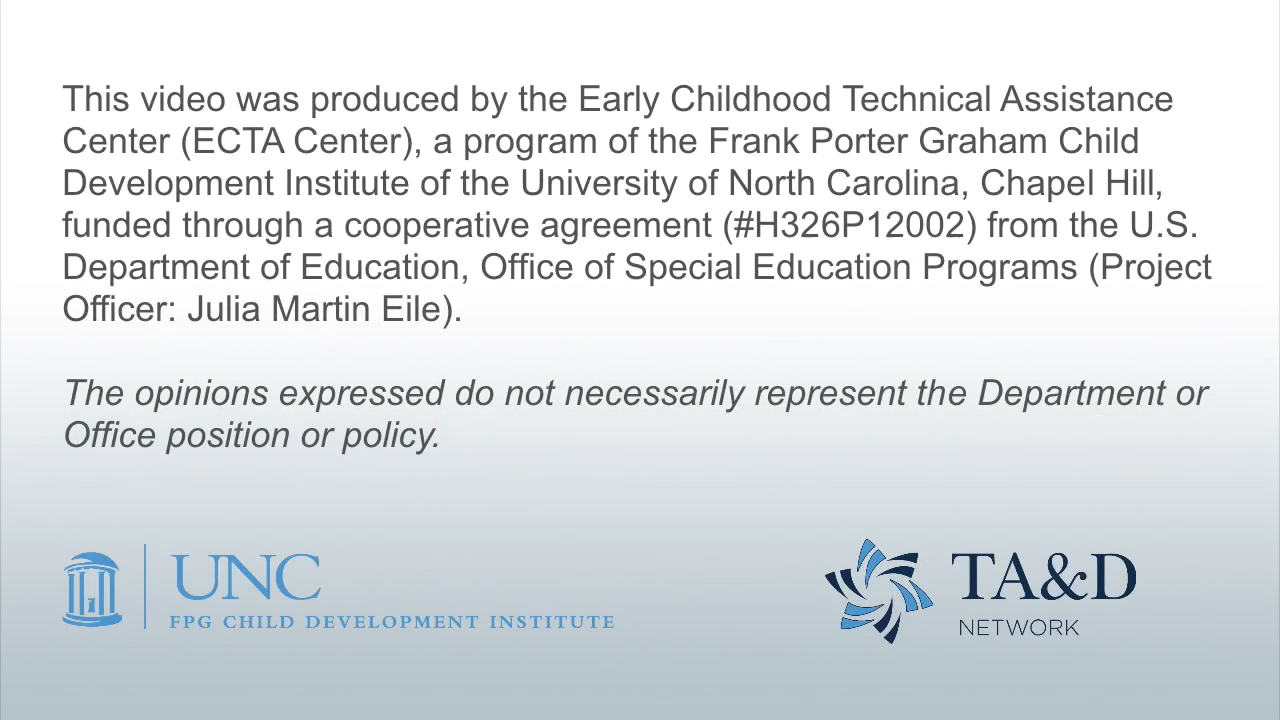 This video was produced by the Early Childhood Technical Assistance
Center (ECTA Center), a program of the Frank Porter Graham Child
Development Institute of the University of North Carolina, Chapel Hill,
funded through a cooperative agreement (#H326P12002) from the U.S.
Department of Education, Office of Special Education Programs (Project
Officer: Julia Martin Eile).
The opinions expressed do not necessarily represent the Department or
Office position or policy.
UNC
FPG CHILD DEVELOPMENT INSTITUTE
TA&D
NETWORK